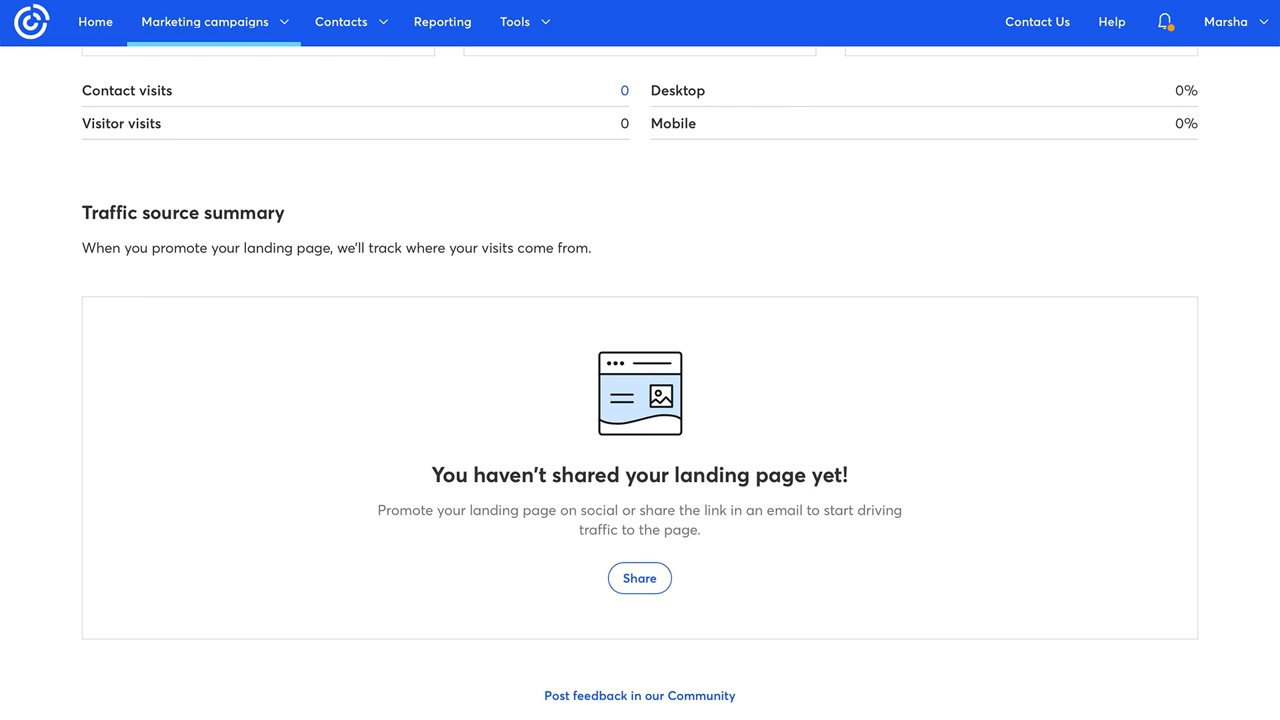 Home Marketing campaigns Contacts Reporting Tools Contact Us Help Marsha
Contact visits 0 Desktop 0%
Visitor visits 0 Mobile 0%
Traffic source summary
When you promote your landing page, we'll track where your visits come from.
You haven't shared your landing page yet!
Promote your landing page on social or share the link in an email to start driving
traffic to the page.
Share
Post feedback in our Community